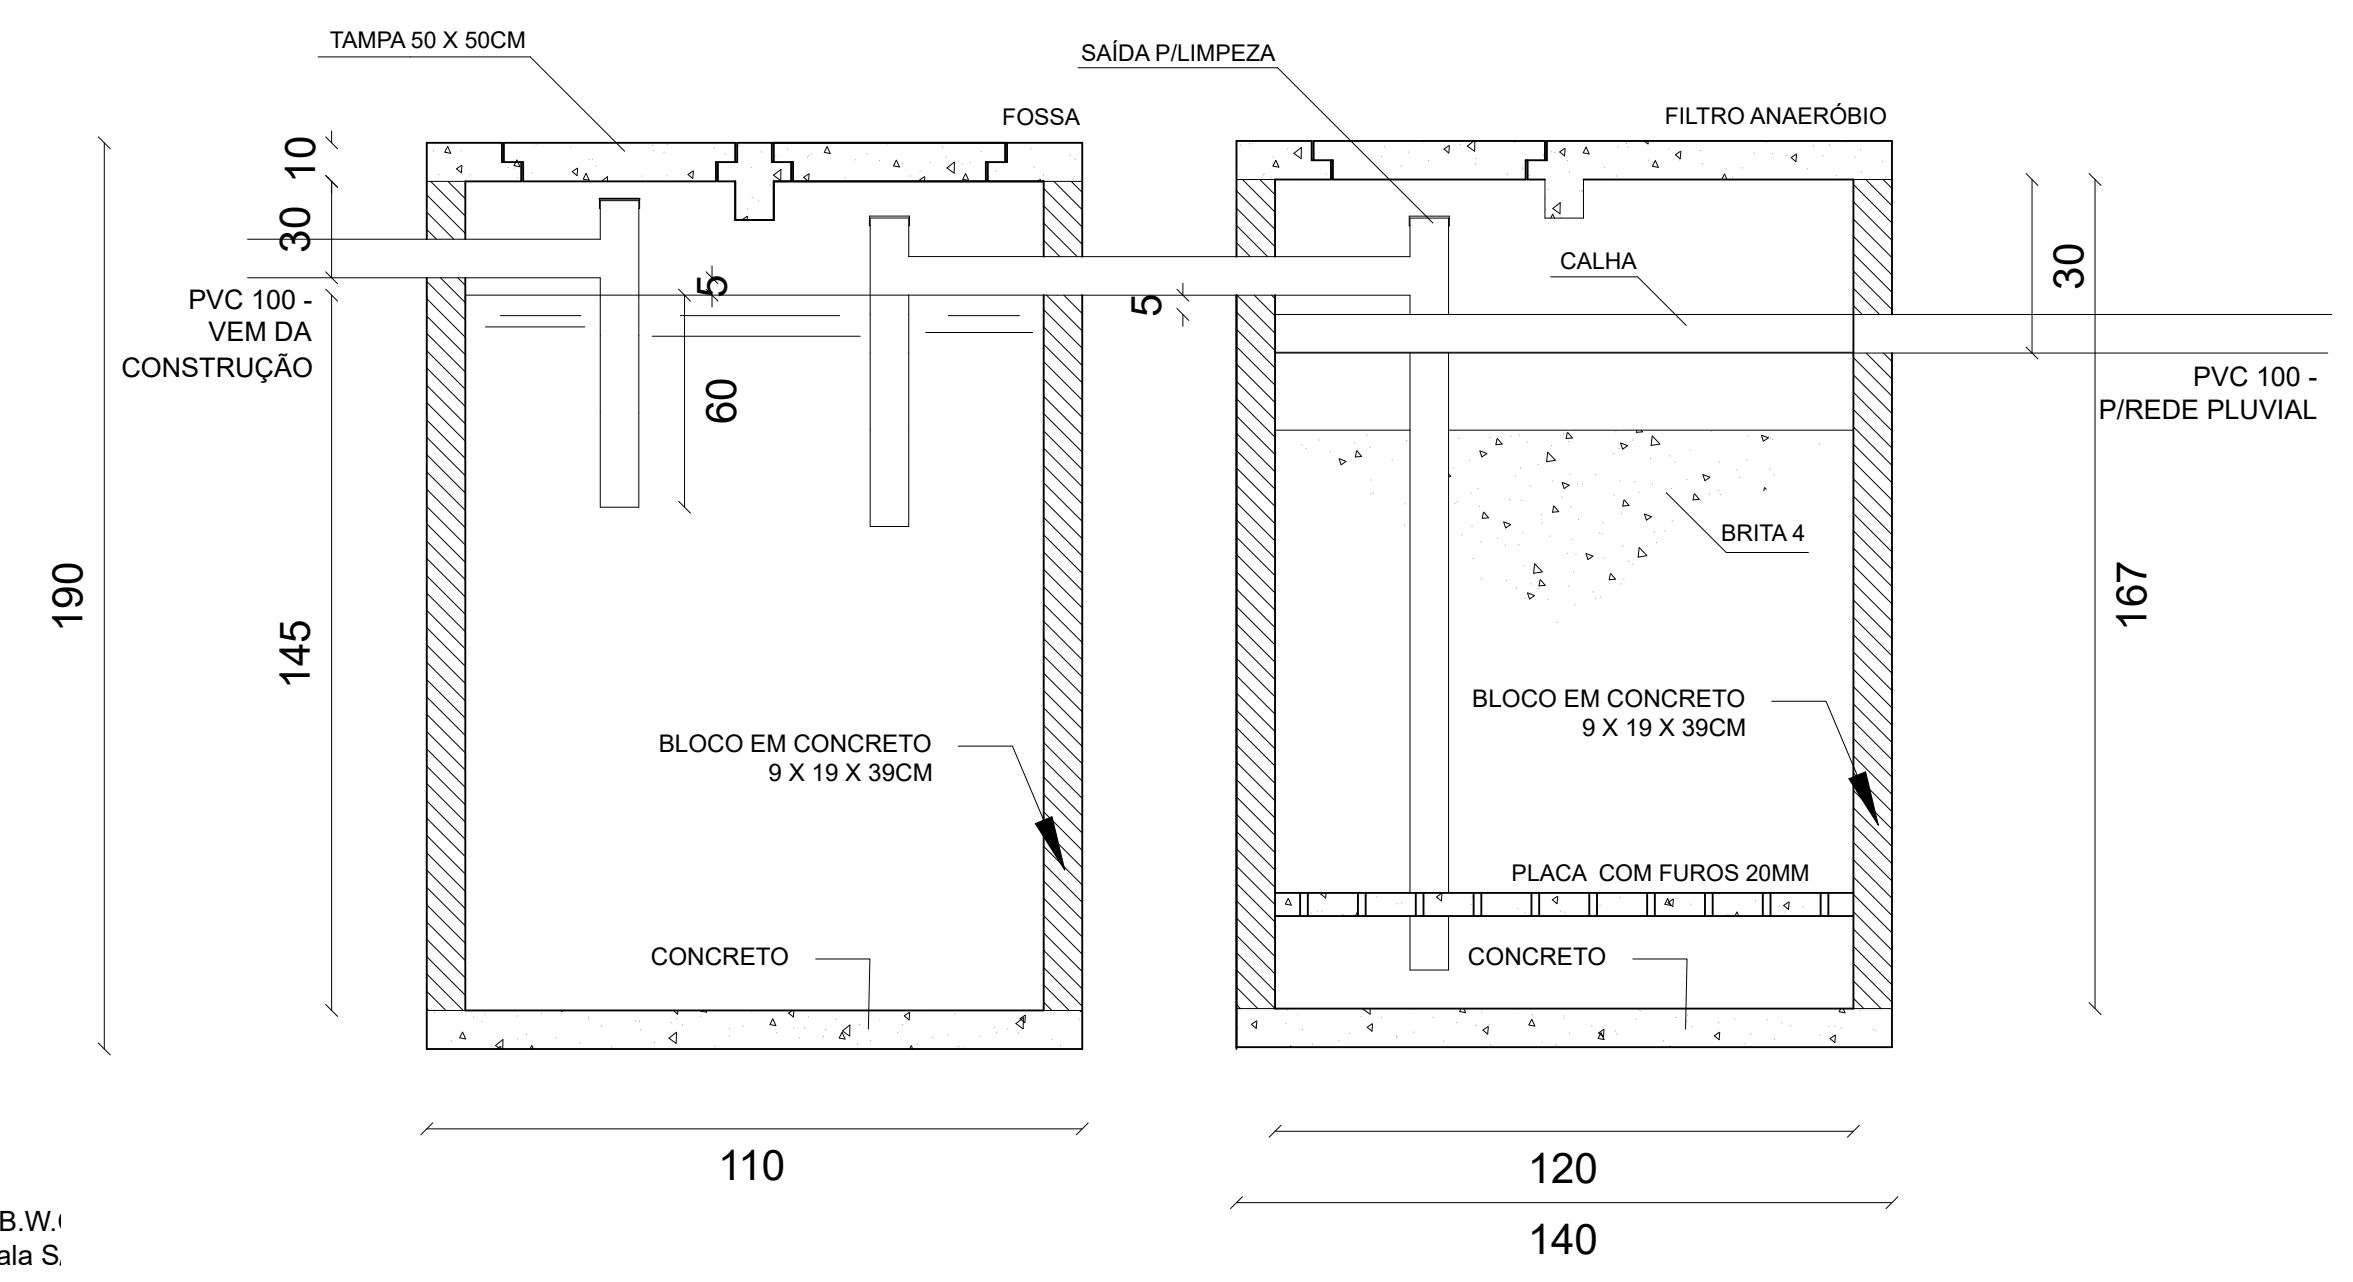 TAMPA 50 X 50CM
SAÍDA P/LIMPEZA
FOSSA
FILTRO ANAERÓBIO
10
30
5
5
CALHA
30
PVC 100 -
VEM DA
CONSTRUÇÃO
60
PVC 100 -
P/REDE PLUVIAL
BRITA 4
190
145
167
BLOCO EM CONCRETO
9 X 19 X 39CM
BLOCO EM CONCRETO
9 X 19 X 39CM
PLACA COM FUROS 20MM
CONCRETO
CONCRETO
110
120
140
B.W.
ala S